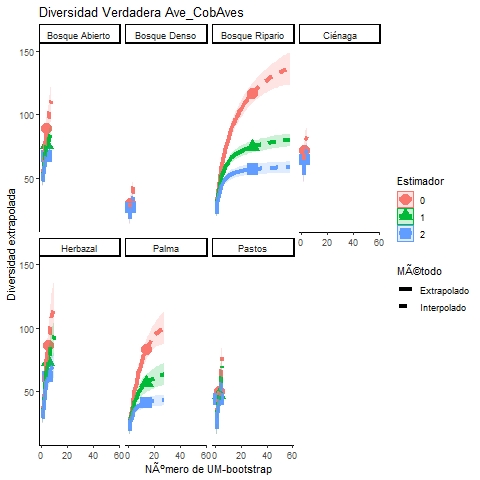 Diversidad Verdadera Ave_CobAves
Bosque Abierto
Bosque Denso
Bosque Ripario
Ciénaga
150
100
50
0 20 40 60
Herbazal
Palma
Pastos
150
100
50
0 20 40 60 0 20 40 60 0 20 40 60
Diversidad extrapolada
NÃºmero de UM-bootstrap
Estimador
0
1
2
MÃ©todo
Extrapolado
Interpolado